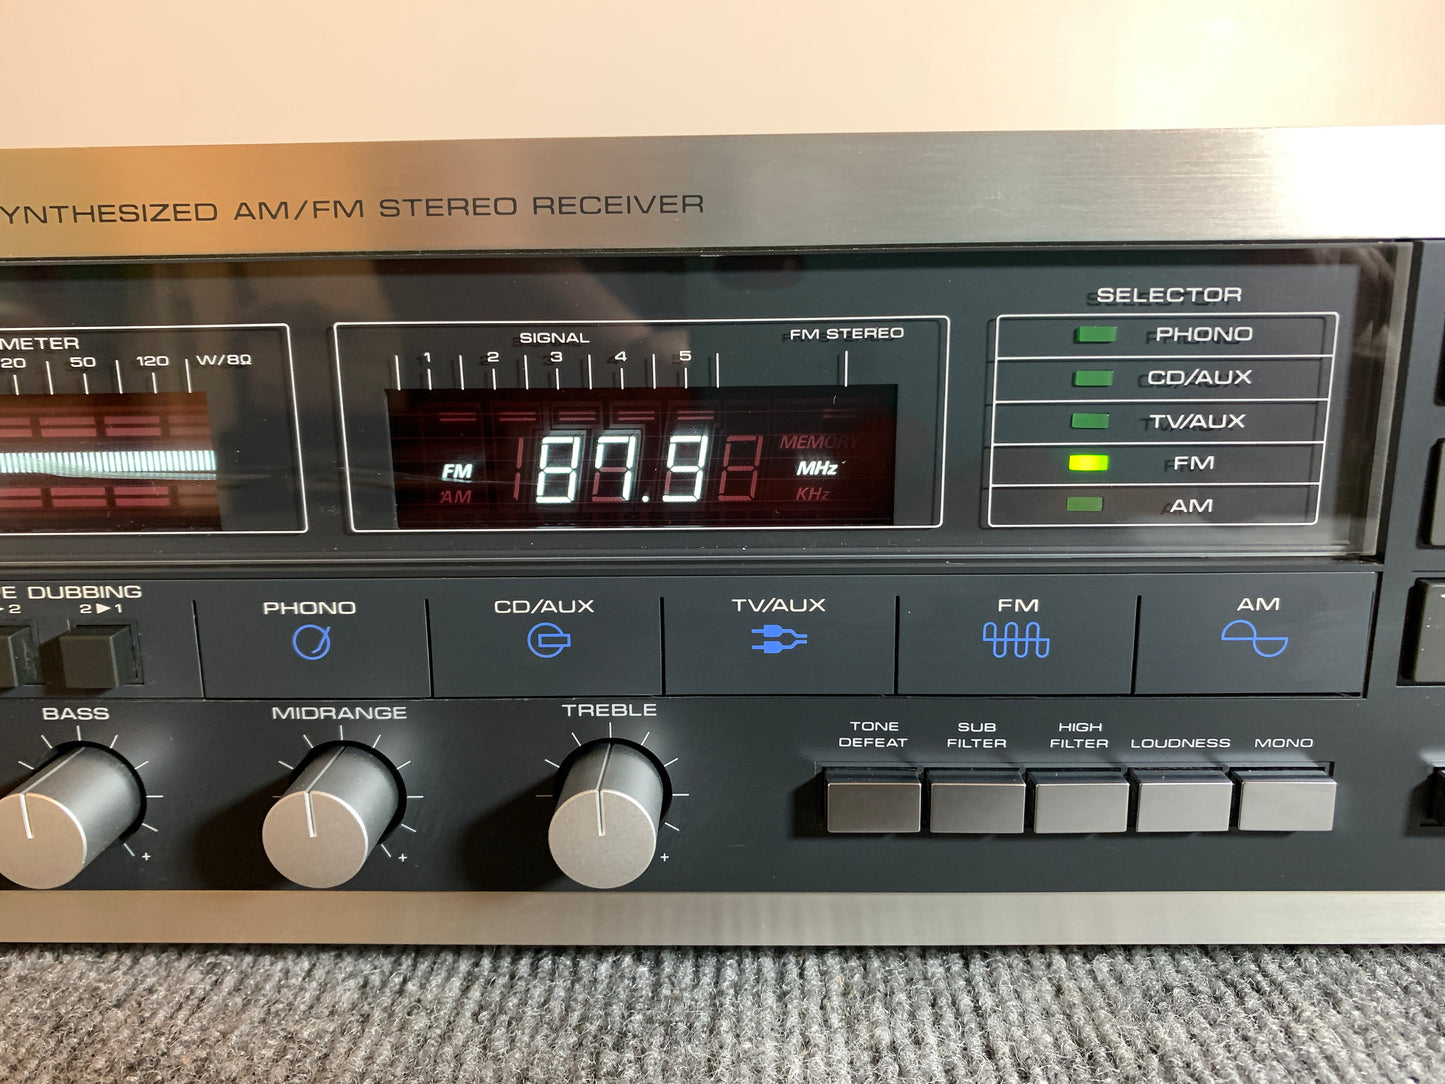 YNTHESIZED AM/FM STEREO RECEIVER
SELECTOR
METER
20 50 120 W/8Ω
SIGNAL
FM STEREO
1 2 3 4 5
PHONO
CD/AUX
TV/AUX
FM
AM
MEMORY
FM 87.9 MHz
AM KHz
PE DUBBING
▸2 2▶1
PHONO
CD/AUX
TV/AUX
FM
AM
BASS
MIDRANGE
TREBLE
+
+
+
TONE DEFEAT
SUB FILTER
HIGH FILTER
LOUDNESS
MONO